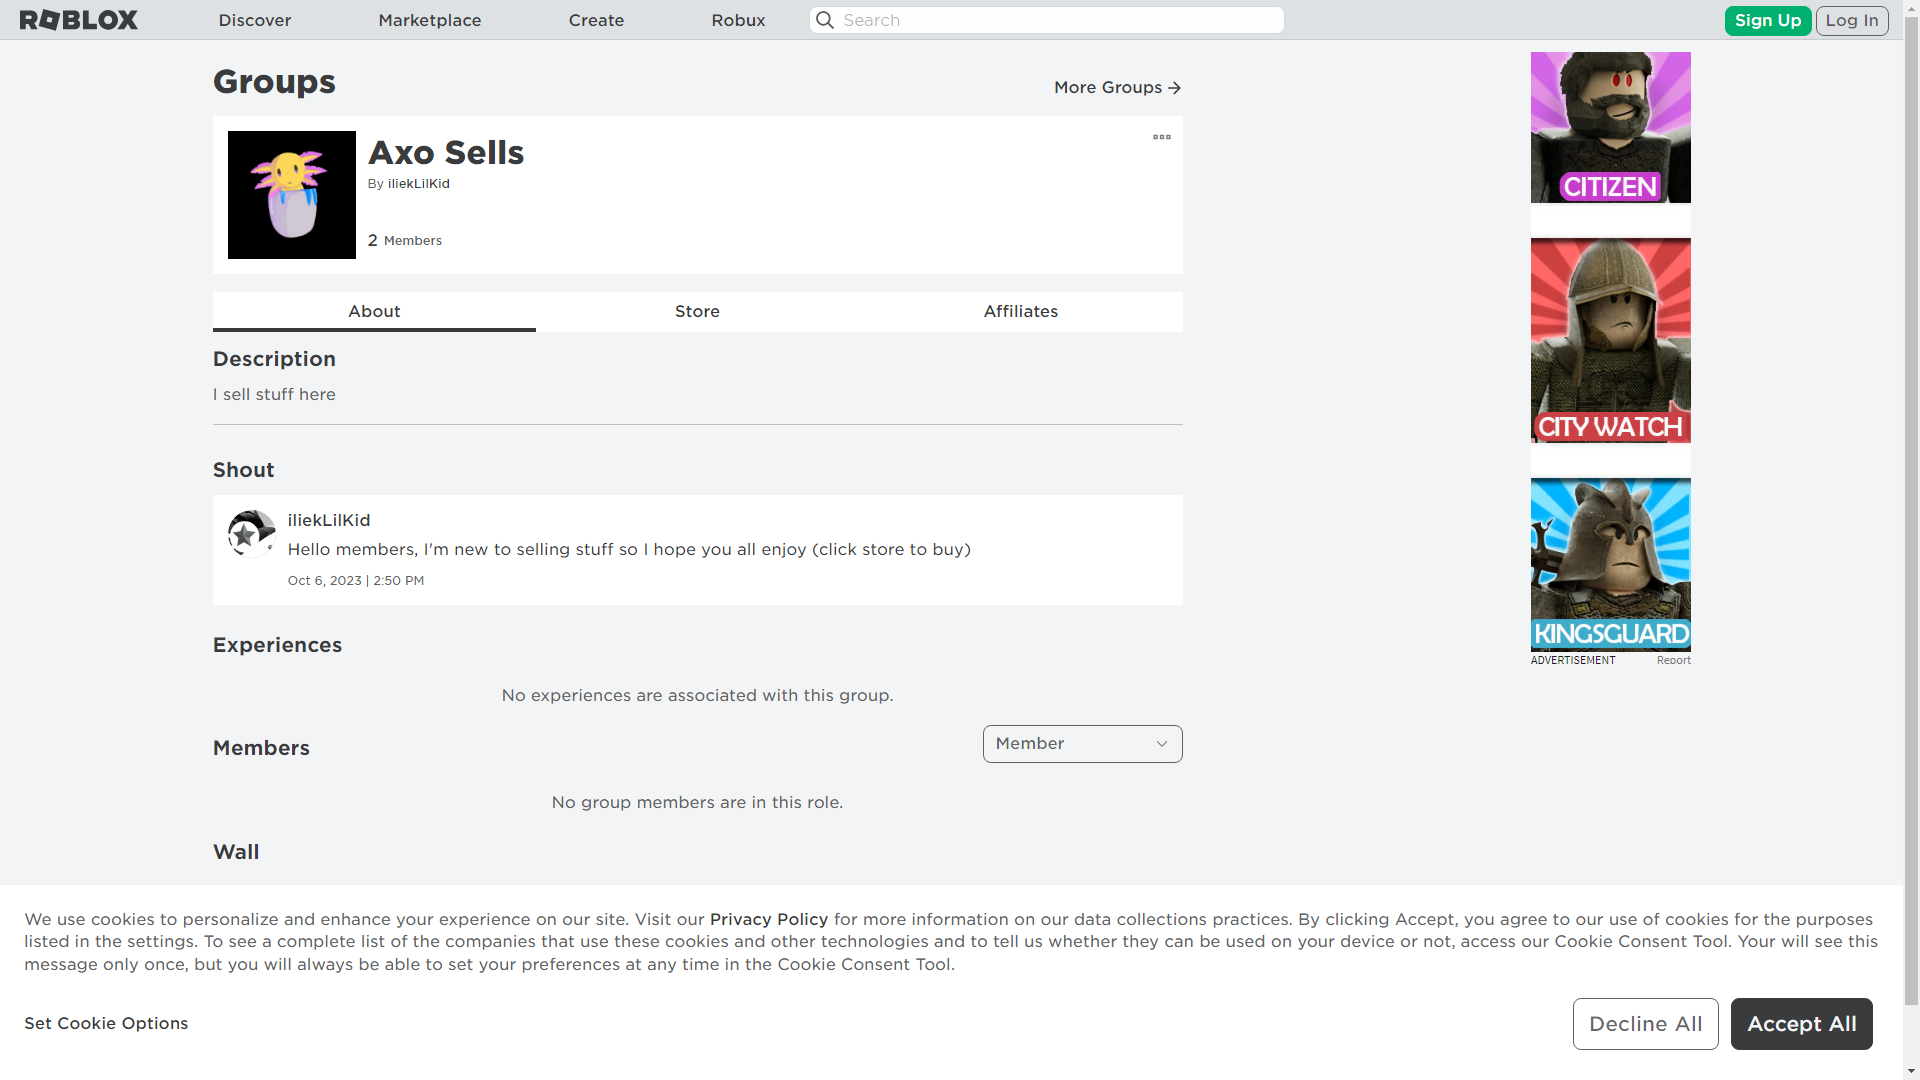 ROBLOX
Discover
Marketplace
Create
Robux
Search
Sign Up
Log In
Groups
More Groups
Axo Sells
By iliekLilKid
2 Members
About
Store
Affiliates
Description
I sell stuff here
Shout
iliekLilKid
Hello members, I'm new to selling stuff so I hope you all enjoy (click store to buy)
Oct 6, 2023 | 2:50 PM
Experiences
No experiences are associated with this group.
Members
Member
No group members are in this role.
Wall
CITIZEN
CITY WATCH
KINGSGUARD
ADVERTISEMENT
Report
We use cookies to personalize and enhance your experience on our site. Visit our Privacy Policy for more information on our data collections practices. By clicking Accept, you agree to our use of cookies for the purposes
listed in the settings. To see a complete list of the companies that use these cookies and other technologies and to tell us whether they can be used on your device or not, access our Cookie Consent Tool. Your will see this
message only once, but you will always be able to set your preferences at any time in the Cookie Consent Tool.
Set Cookie Options
Decline All
Accept All